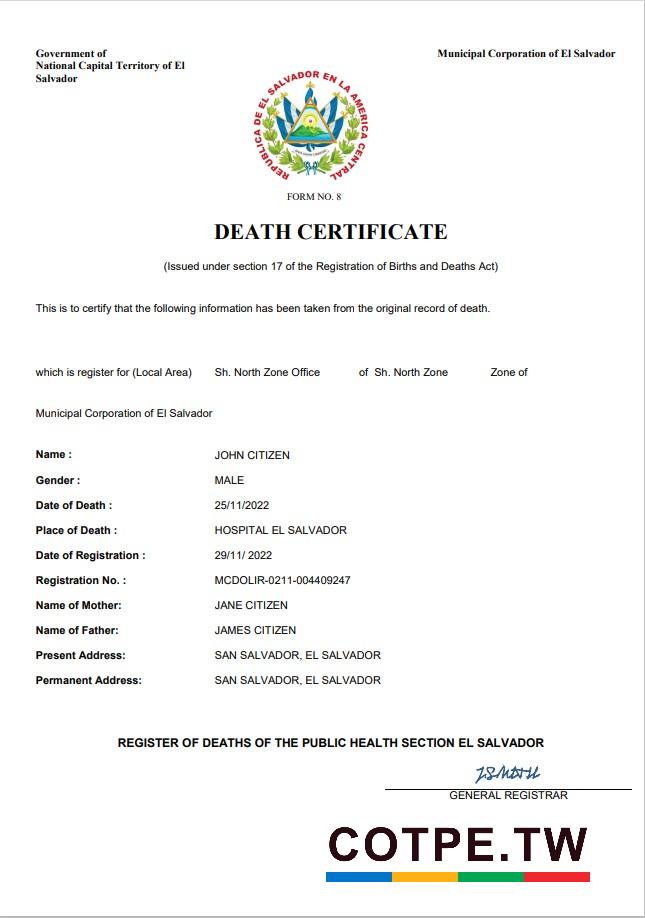 Government of
National Capital Territory of El
Salvador
Municipal Corporation of El Salvador
REPUBLICA DE EL SALVADOR EN LA AMERICA CENTRAL
FORM NO. 8
DEATH CERTIFICATE
(Issued under section 17 of the Registration of Births and Deaths Act)
This is to certify that the following information has been taken from the original record of death.
which is register for (Local Area) Sh. North Zone Office of Sh. North Zone Zone of
Municipal Corporation of El Salvador
Name : JOHN CITIZEN
Gender : MALE
Date of Death : 25/11/2022
Place of Death : HOSPITAL EL SALVADOR
Date of Registration : 29/11/ 2022
Registration No. : MCDOLIR-0211-004409247
Name of Mother: JANE CITIZEN
Name of Father: JAMES CITIZEN
Present Address: SAN SALVADOR, EL SALVADOR
Permanent Address: SAN SALVADOR, EL SALVADOR
REGISTER OF DEATHS OF THE PUBLIC HEALTH SECTION EL SALVADOR
GENERAL REGISTRAR
COTPE.TW